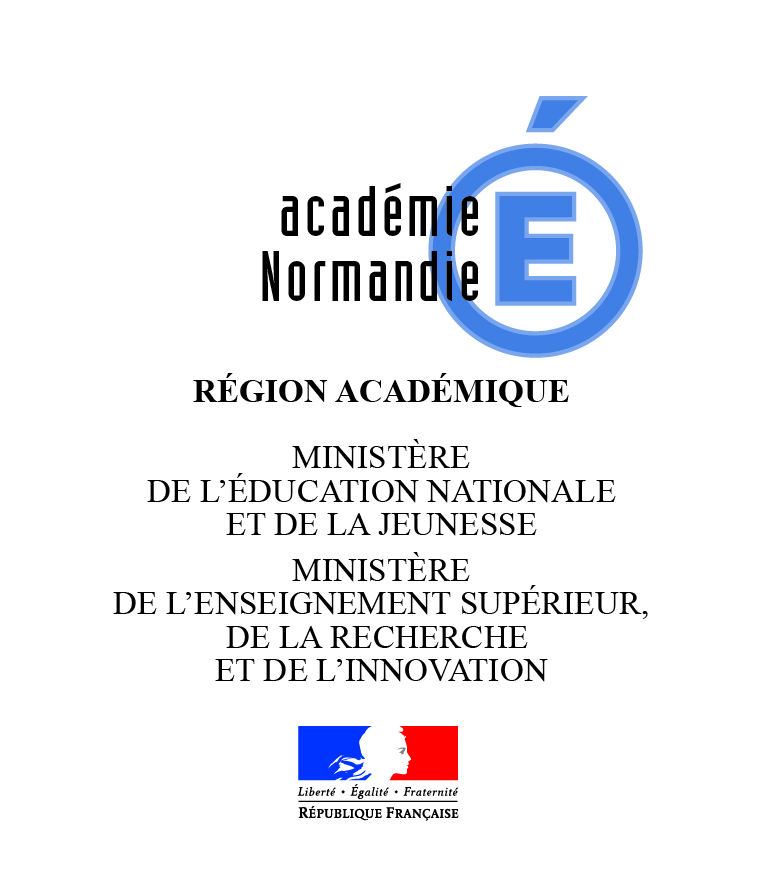 académie
Normandie
É
RÉGION ACADÉMIQUE
MINISTÈRE
DE L’ÉDUCATION NATIONALE
ET DE LA JEUNESSE
MINISTÈRE
DE L’ENSEIGNEMENT SUPÉRIEUR,
DE LA RECHERCHE
ET DE L’INNOVATION
Liberté • Égalité • Fraternité
RÉPUBLIQUE FRANÇAISE